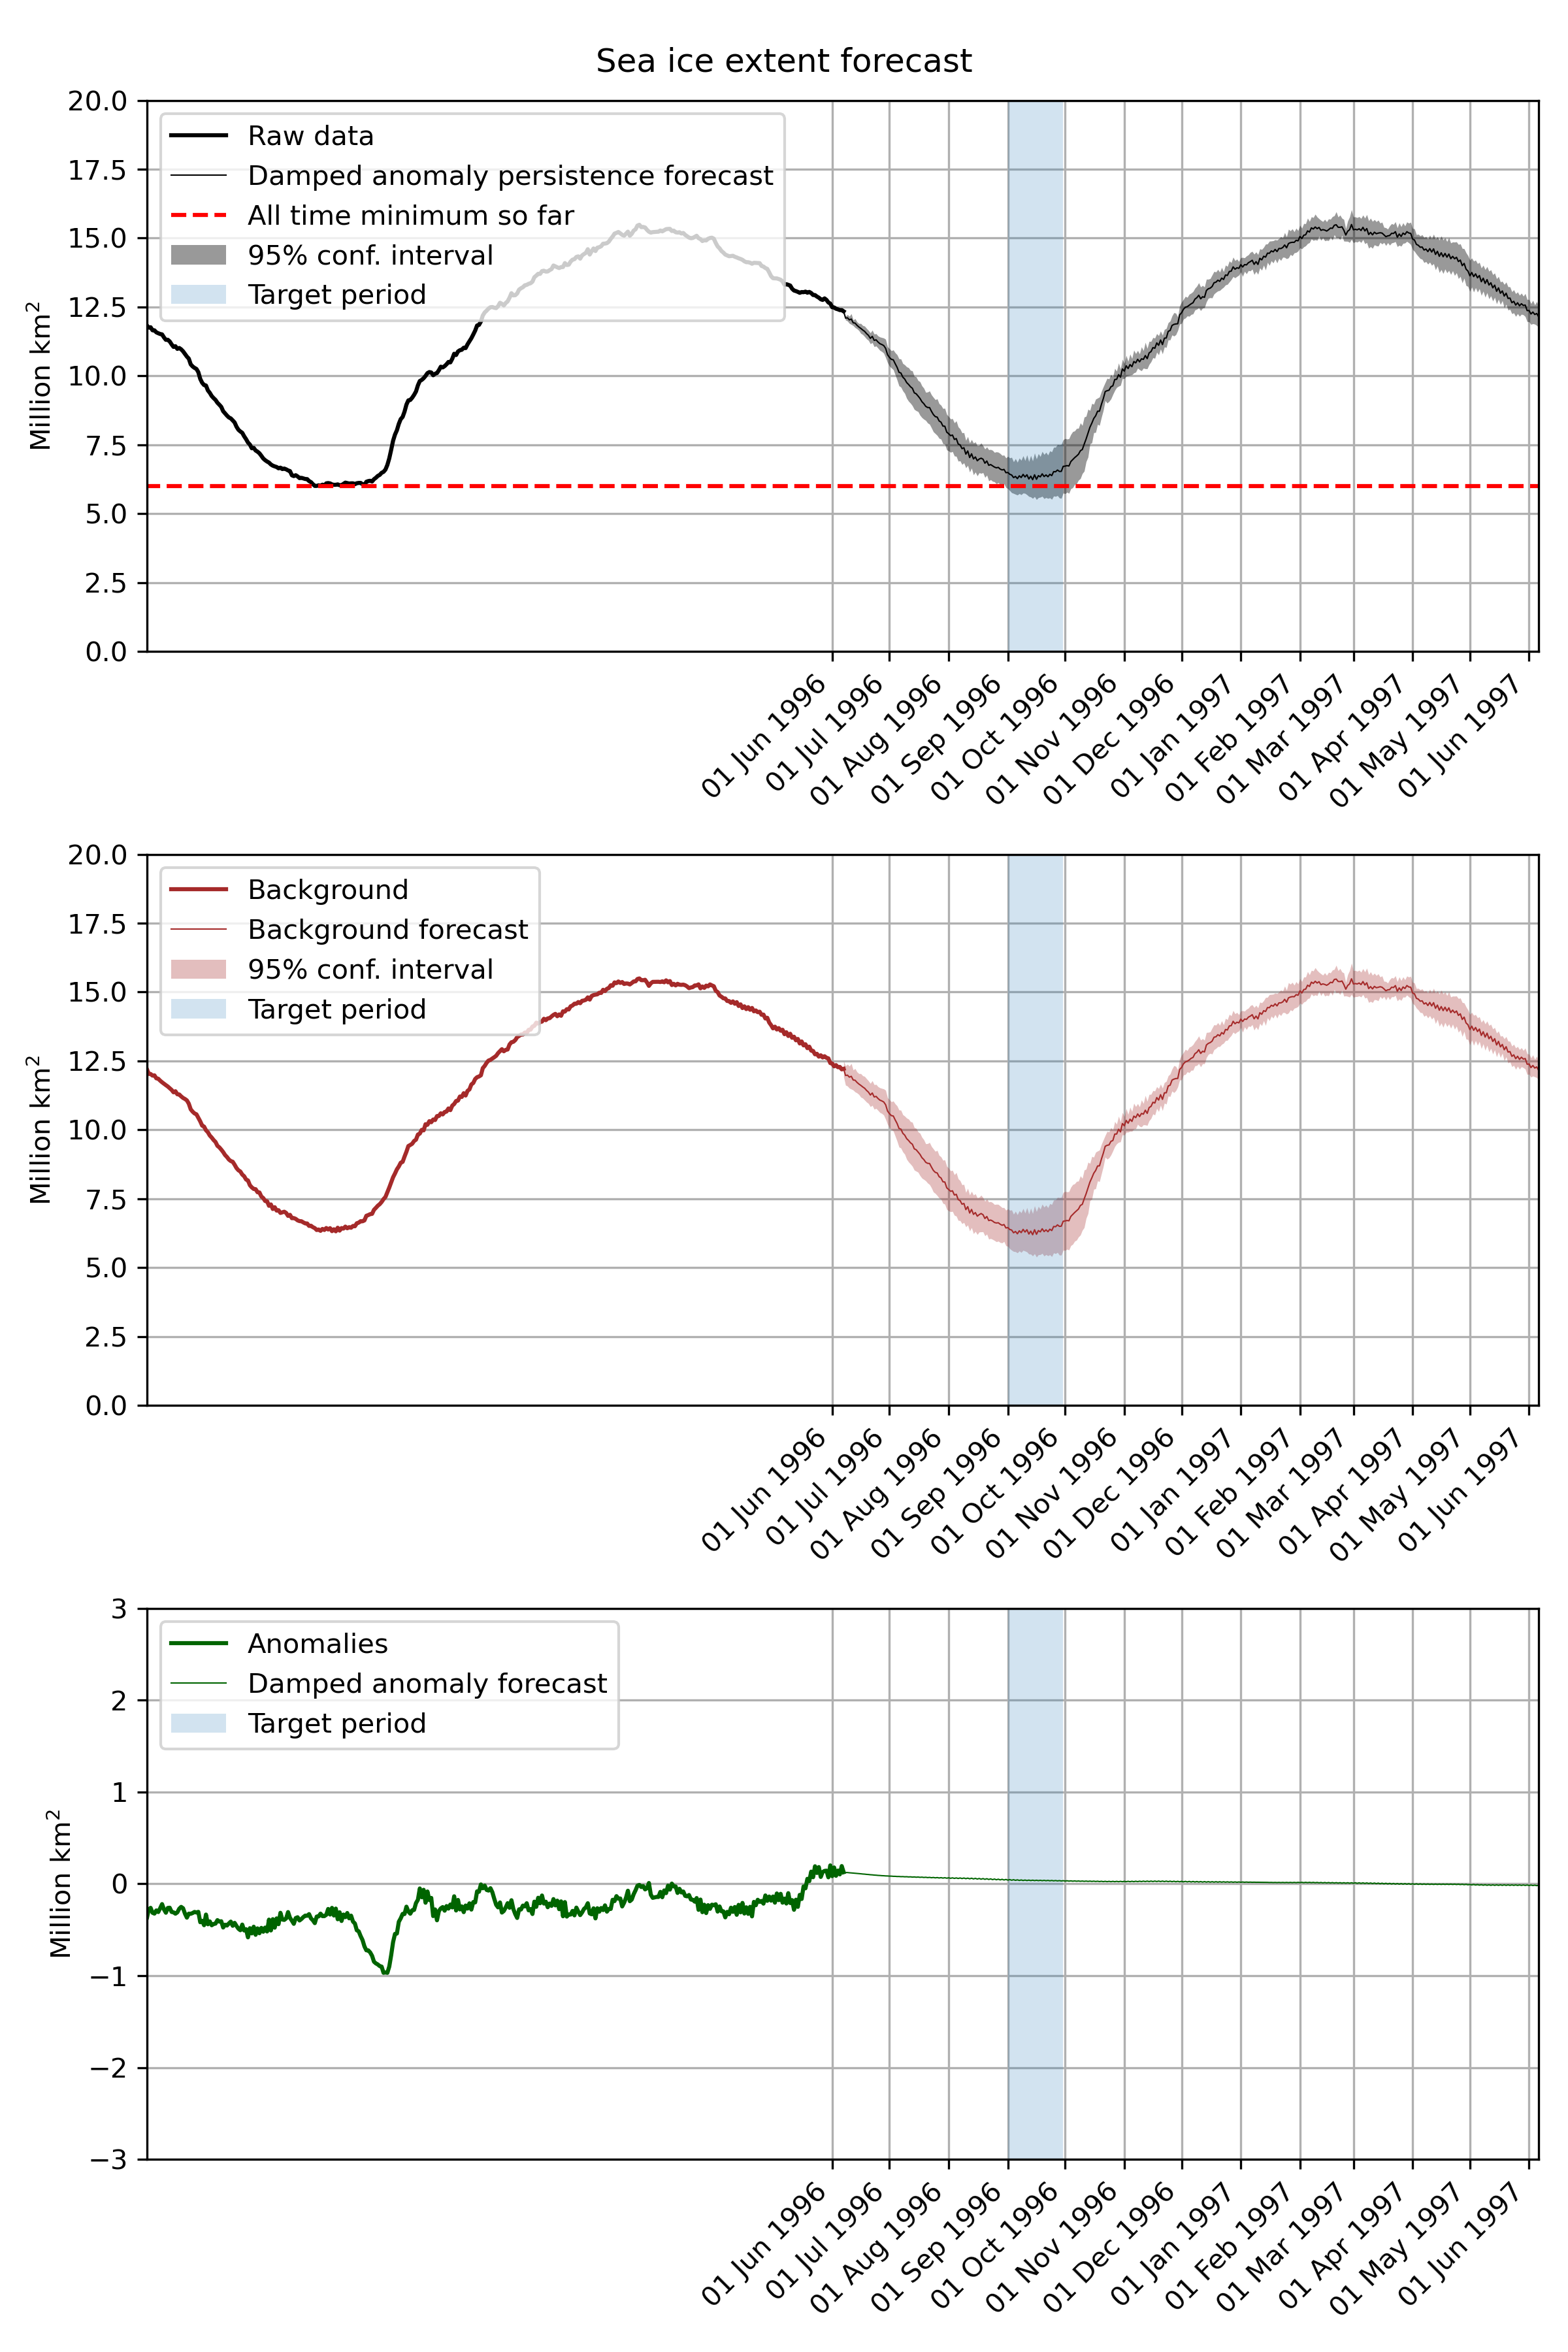 Sea ice extent forecast
20.0
17.5
15.0
12.5
10.0
7.5
5.0
2.5
0.0
Million km²
Raw data
Damped anomaly persistence forecast
All time minimum so far
95% conf. interval
Target period
01 Jun 1996
01 Jul 1996
01 Aug 1996
01 Sep 1996
01 Oct 1996
01 Nov 1996
01 Dec 1996
01 Jan 1997
01 Feb 1997
01 Mar 1997
01 Apr 1997
01 May 1997
01 Jun 1997
20.0
17.5
15.0
12.5
10.0
7.5
5.0
2.5
0.0
Million km²
Background
Background forecast
95% conf. interval
Target period
01 Jun 1996
01 Jul 1996
01 Aug 1996
01 Sep 1996
01 Oct 1996
01 Nov 1996
01 Dec 1996
01 Jan 1997
01 Feb 1997
01 Mar 1997
01 Apr 1997
01 May 1997
01 Jun 1997
3
2
1
0
−1
−2
−3
Million km²
Anomalies
Damped anomaly forecast
Target period
01 Jun 1996
01 Jul 1996
01 Aug 1996
01 Sep 1996
01 Oct 1996
01 Nov 1996
01 Dec 1996
01 Jan 1997
01 Feb 1997
01 Mar 1997
01 Apr 1997
01 May 1997
01 Jun 1997